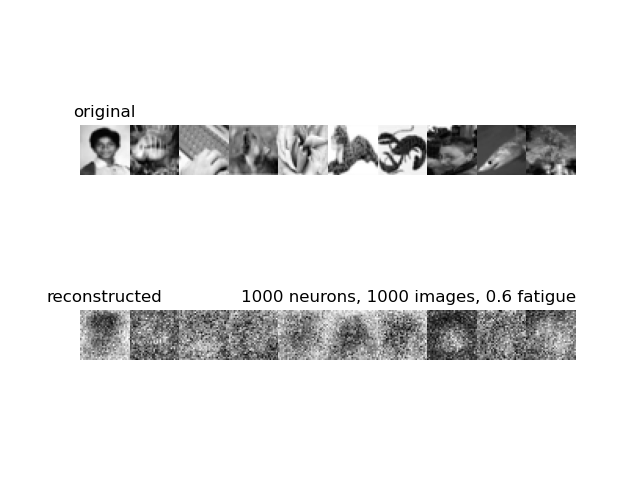 original
reconstructed
1000 neurons, 1000 images, 0.6 fatigue